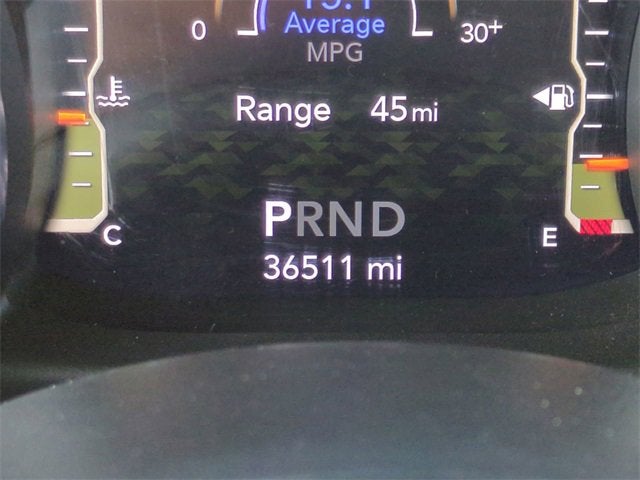 Average
0 30+
MPG
Range 45 mi
C PRND E
36511 mi